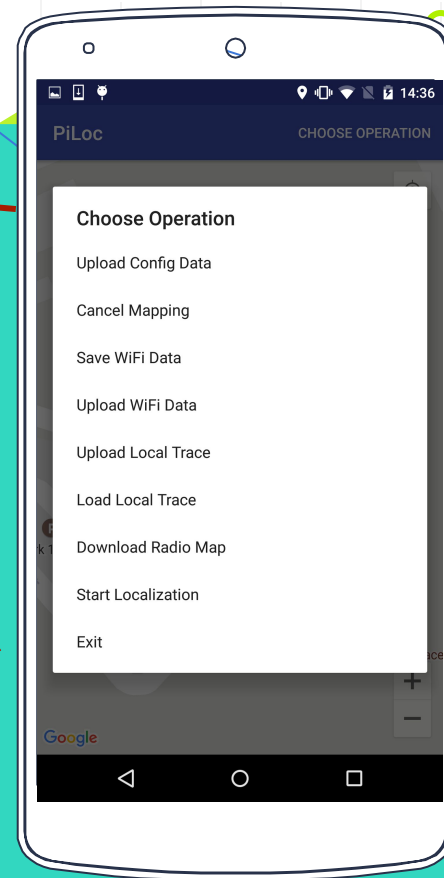 14:36
PiLoc
CHOOSE OPERATION
Choose Operation
Upload Config Data
Cancel Mapping
Save WiFi Data
Upload WiFi Data
Upload Local Trace
Load Local Trace
Download Radio Map
Start Localization
Exit
Google